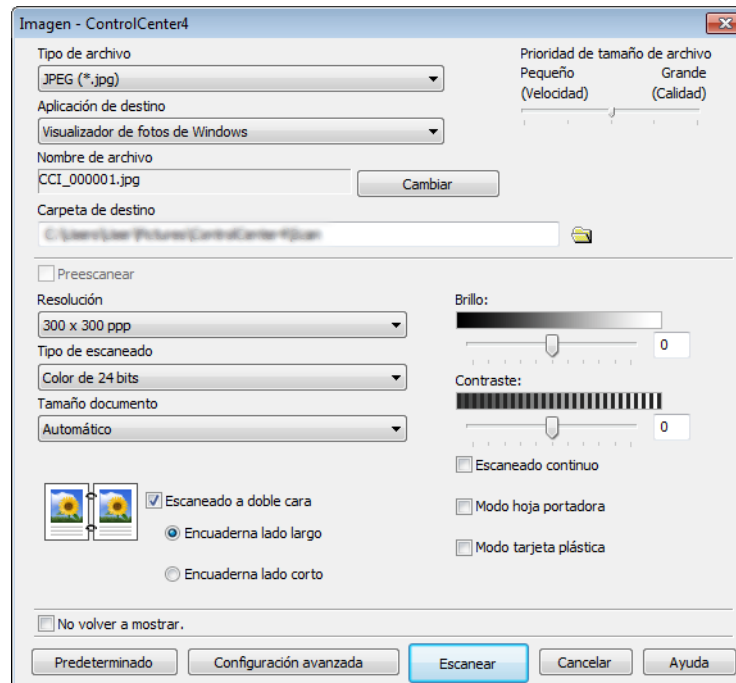 Imagen - ControlCenter4
Tipo de archivo
JPEG (*.jpg)
Aplicación de destino
Visualizador de fotos de Windows
Nombre de archivo
CCI_000001.jpg
Cambiar
Carpeta de destino
Prioridad de tamaño de archivo
Pequeño Grande
(Velocidad) (Calidad)
Preescanear
Resolución
300 x 300 ppp
Tipo de escaneado
Color de 24 bits
Tamaño documento
Automático
Brillo:
0
Contraste:
0
Escaneado continuo
Modo hoja portadora
Modo tarjeta plástica
Escaneado a doble cara
Encuaderna lado largo
Encuaderna lado corto
No volver a mostrar.
Predeterminado Configuración avanzada Escanear Cancelar Ayuda